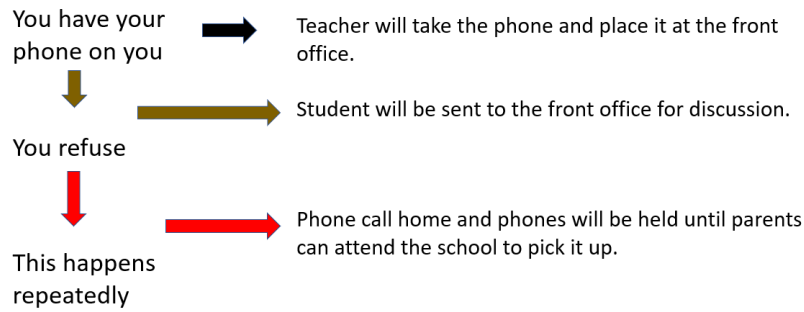 You have your
phone on you
Teacher will take the phone and place it at the front
office.
Student will be sent to the front office for discussion.
You refuse
Phone call home and phones will be held until parents
can attend the school to pick it up.
This happens
repeatedly